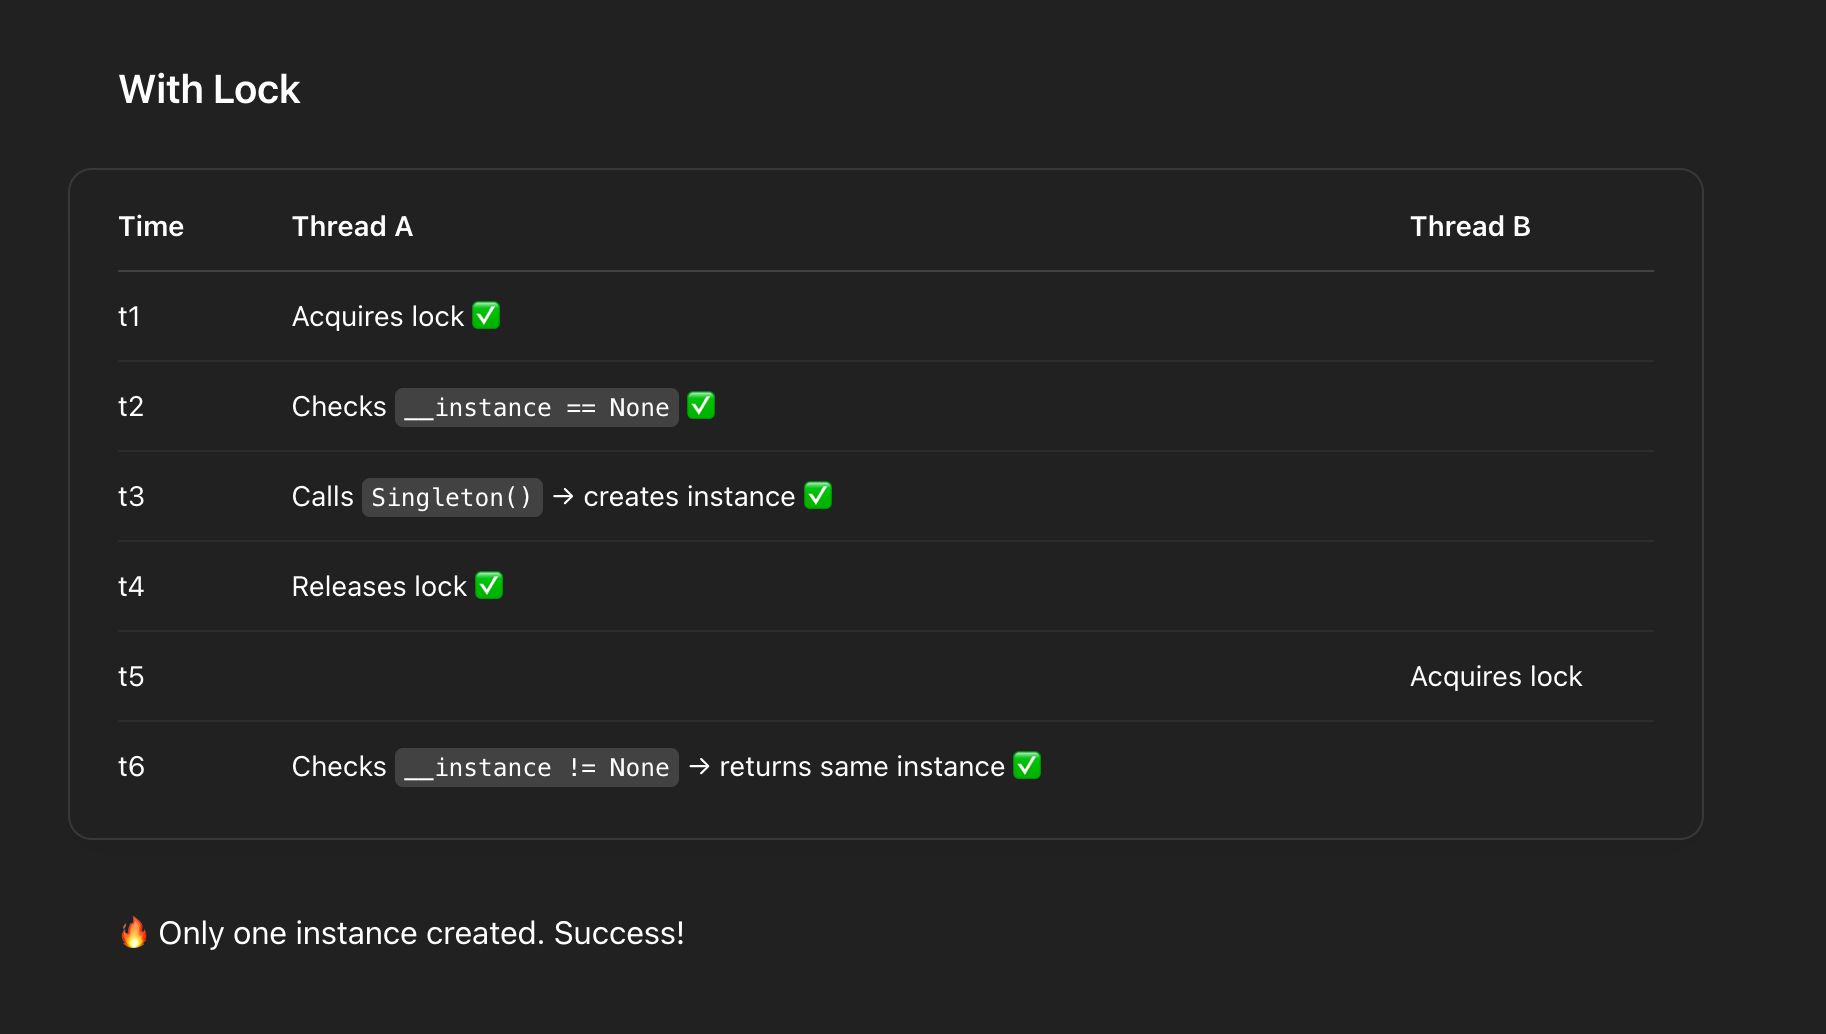 With Lock
Time Thread A Thread B
t1 Acquires lock ✅
t2 Checks __instance == None ✅
t3 Calls Singleton() → creates instance ✅
t4 Releases lock ✅
t5 Acquires lock
t6 Checks __instance != None → returns same instance ✅
🔥 Only one instance created. Success!